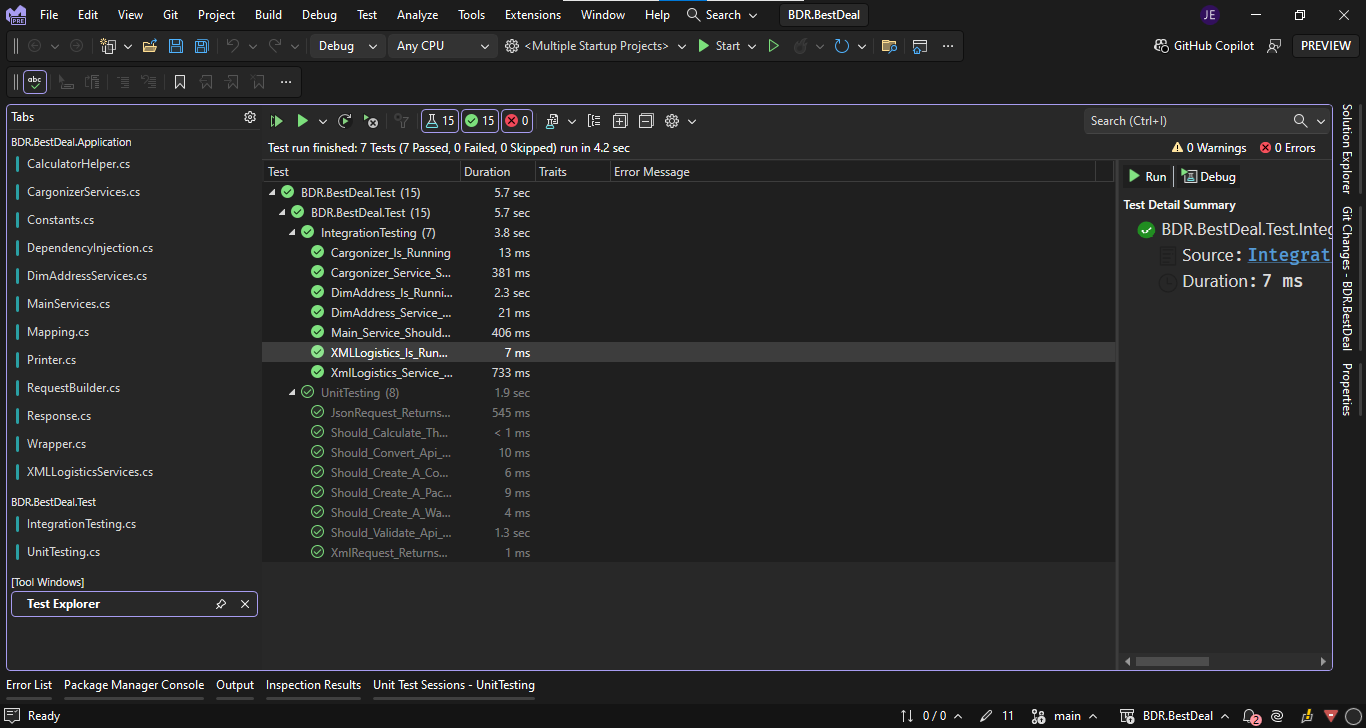 File Edit View Git Project Build Debug Test Analyze Tools Extensions Window Help Search BDR.BestDeal JE
PRE
Debug Any CPU <Multiple Startup Projects> Start GitHub Copilot PREVIEW
abc
Tabs
BDR.BestDeal.Application
CalculatorHelper.cs
CargonizerServices.cs
Constants.cs
DependencyInjection.cs
DimAddressServices.cs
MainServices.cs
Mapping.cs
Printer.cs
RequestBuilder.cs
Response.cs
Wrapper.cs
XMLLogisticsServices.cs
BDR.BestDeal.Test
IntegrationTesting.cs
UnitTesting.cs
[Tool Windows]
Test Explorer
15 15 0 Search (Ctrl+I)
Test run finished: 7 Tests (7 Passed, 0 Failed, 0 Skipped) run in 4.2 sec 0 Warnings 0 Errors
Test Duration Traits Error Message
BDR.BestDeal.Test (15) 5.7 sec
BDR.BestDeal.Test (15) 5.7 sec
IntegrationTesting (7) 3.8 sec
Cargonizer_Is_Running 13 ms
Cargonizer_Service_S... 381 ms
DimAddress_Is_Runni... 2.3 sec
DimAddress_Service_... 21 ms
Main_Service_Should... 406 ms
XMLLogistics_Is_Run... 7 ms
XmlLogistics_Service_... 733 ms
UnitTesting (8) 1.9 sec
JsonRequest_Returns... 545 ms
Should_Calculate_Th... < 1 ms
Should_Convert_Api_... 10 ms
Should_Create_A_Co... 6 ms
Should_Create_A_Pac... 9 ms
Should_Create_A_Wa... 4 ms
Should_Validate_Api_... 1.3 sec
XmlRequest_Returns... 1 ms
Run Debug
Test Detail Summary
BDR.BestDeal.Test.Integ
Source: Integrat
Duration: 7 ms
Solution Explorer
Git Changes - BDR.BestDeal
Properties
Error List Package Manager Console Output Inspection Results Unit Test Sessions - UnitTesting
Ready 0 / 0 11 main BDR.BestDeal 2